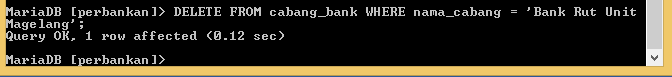 MariaDB [perbankan]> DELETE FROM cabang_bank WHERE nama_cabang = 'Bank Rut Unit
Magelang';
Query OK, 1 row affected (0.12 sec)
MariaDB [perbankan]>